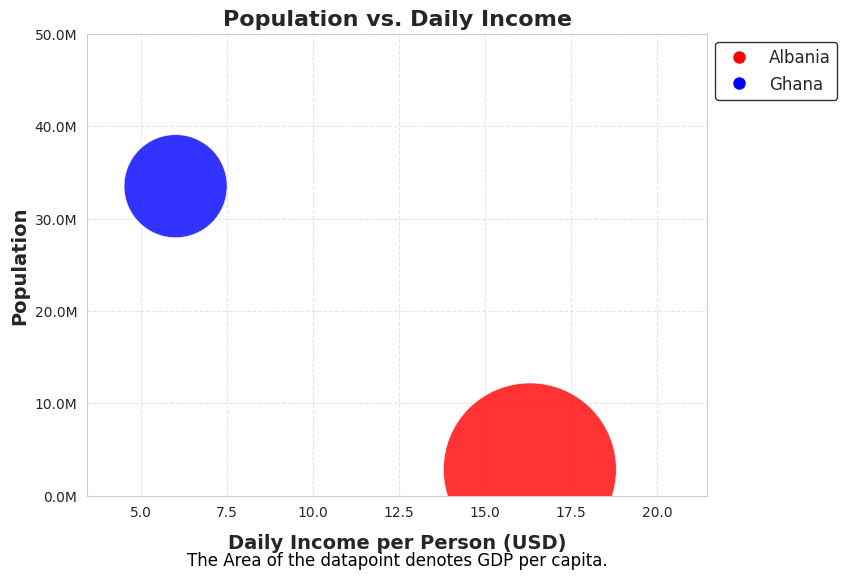 Population vs. Daily Income
Albania
Ghana
50.0M
40.0M
30.0M
20.0M
10.0M
0.0M
Population
5.0 7.5 10.0 12.5 15.0 17.5 20.0
Daily Income per Person (USD)
The Area of the datapoint denotes GDP per capita.